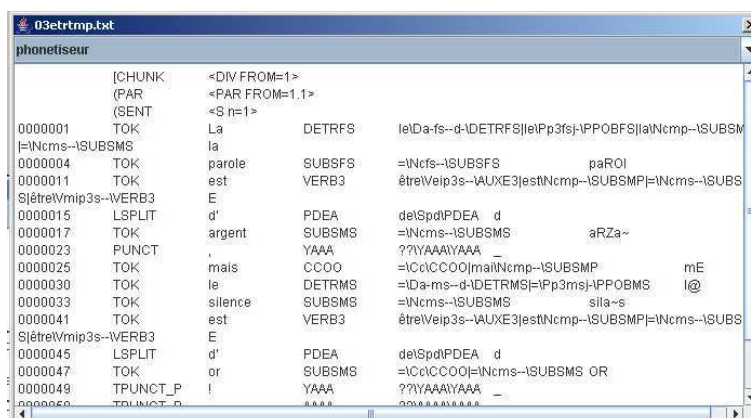 03etrtmp.txt
phonetiseur
[CHUNK <DIV FROM=1>
(PAR <PAR FROM=1.1>
(SENT <S n=1>
0000001 TOK La DETRFS le\Da-fs--d-\DETRFS|le\Pp3fsj-\PPOBFS|la\Ncmp--\SUBSM
|=\Ncms--\SUBSMS la
0000004 TOK parole SUBSFS =\Ncfs--\SUBSFS paROl
0000011 TOK est VERB3 être\Veip3s--\AUXE3|est\Ncmp--\SUBSMP|=\Ncms--\SUBS
S|être\Vmip3s--\VERB3 E
0000015 LSPLIT d' PDEA de\Spd\PDEA d
0000017 TOK argent SUBSMS =\Ncms--\SUBSMS aRZa~
0000023 PUNCT , YAAA ??\YAAA\YAAA _
0000025 TOK mais CCOO =\Cc\CCOO|mai\Ncmp--\SUBSMP mE
0000030 TOK le DETRMS =\Da-ms--d-\DETRMS|=\Pp3msj-\PPOBMS l@
0000033 TOK silence SUBSMS =\Ncms--\SUBSMS sila~s
0000041 TOK est VERB3 être\Veip3s--\AUXE3|est\Ncmp--\SUBSMP|=\Ncms--\SUBS
S|être\Vmip3s--\VERB3 E
0000045 LSPLIT d' PDEA de\Spd\PDEA d
0000047 TOK or SUBSMS =\Cc\CCOO|=\Ncms--\SUBSMS OR
0000049 TPUNCT_P ! YAAA ??\YAAA\YAAA _